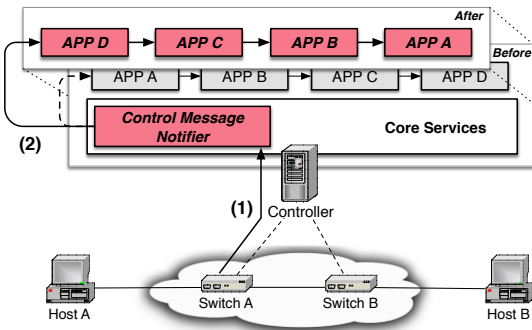 After
APP D APP C APP B APP A
Before
APP A APP B APP C APP D
Control Message
Notifier
Core Services
(2)
(1)
Controller
Host A Switch A Switch B Host B